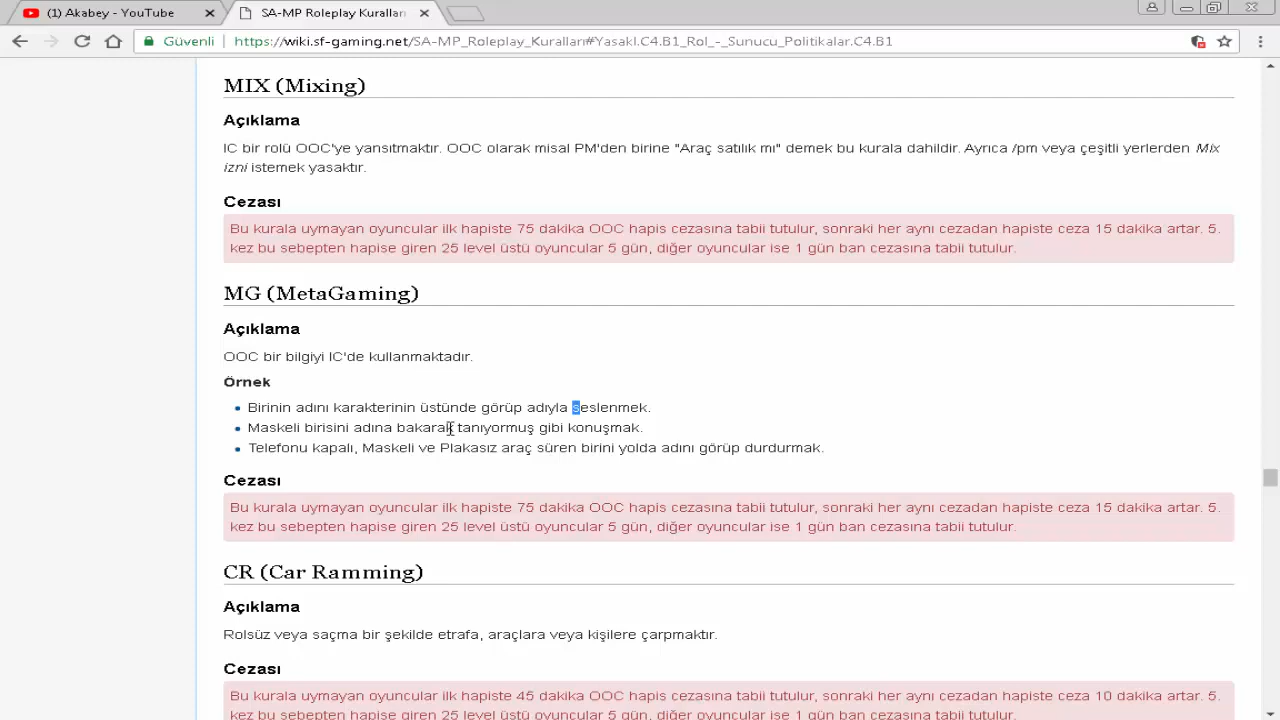 (1) Akabey - YouTube
SA-MP Roleplay Kuralları
Güvenli
https://wiki.sf-gaming.net/SA-MP_Roleplay_Kuralları#Yasakl.C4.B1_Rol_-_Sunucu_Politikalar.C4.B1
MIX (Mixing)
Açıklama
IC bir rolü OOC'ye yansıtmaktır. OOC olarak misal PM'den birine "Araç satılık mı" demek bu kurala dahildir. Ayrıca /pm veya çeşitli yerlerden Mix
izni istemek yasaktır.
Cezası
Bu kurala uymayan oyuncular ilk hapiste 75 dakika OOC hapis cezasına tabii tutulur, sonraki her aynı cezadan hapiste ceza 15 dakika artar. 5.
kez bu sebepten hapise giren 25 level üstü oyuncular 5 gün, diğer oyuncular ise 1 gün ban cezasına tabii tutulur.
MG (MetaGaming)
Açıklama
OOC bir bilgiyi IC'de kullanmaktadır.
Örnek
Birinin adını karakterinin üstünde görüp adıyla seslenmek.
Maskeli birisini adına bakarak tanıyormuş gibi konuşmak.
Telefonu kapalı, Maskeli ve Plakasız araç süren birini yolda adını görüp durdurmak.
Cezası
Bu kurala uymayan oyuncular ilk hapiste 75 dakika OOC hapis cezasına tabii tutulur, sonraki her aynı cezadan hapiste ceza 15 dakika artar. 5.
kez bu sebepten hapise giren 25 level üstü oyuncular 5 gün, diğer oyuncular ise 1 gün ban cezasına tabii tutulur.
CR (Car Ramming)
Açıklama
Rolsüz veya saçma bir şekilde etrafa, araçlara veya kişilere çarpmaktır.
Cezası
Bu kurala uymayan oyuncular ilk hapiste 45 dakika OOC hapis cezasına tabii tutulur, sonraki her aynı cezadan hapiste ceza 10 dakika artar. 5.
kez bu sebepten hapise giren 25 level üstü oyuncular 5 gün, diğer oyuncular ise 1 gün ban cezasına tabii tutulur.